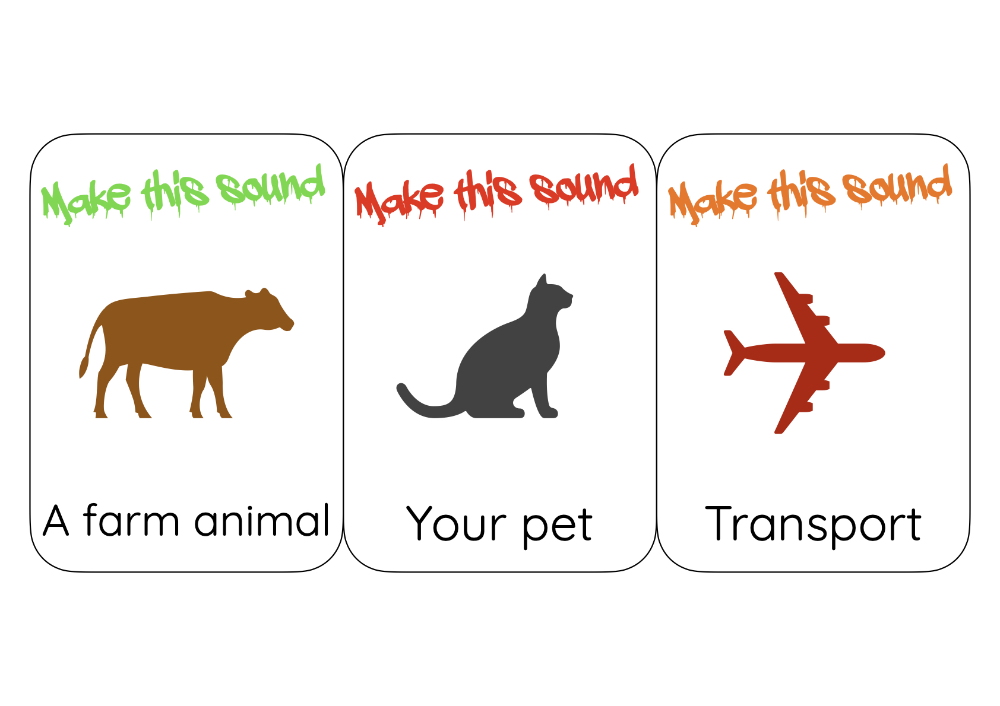 Make this sound
A farm animal
Make this sound
Your pet
Make this sound
Transport